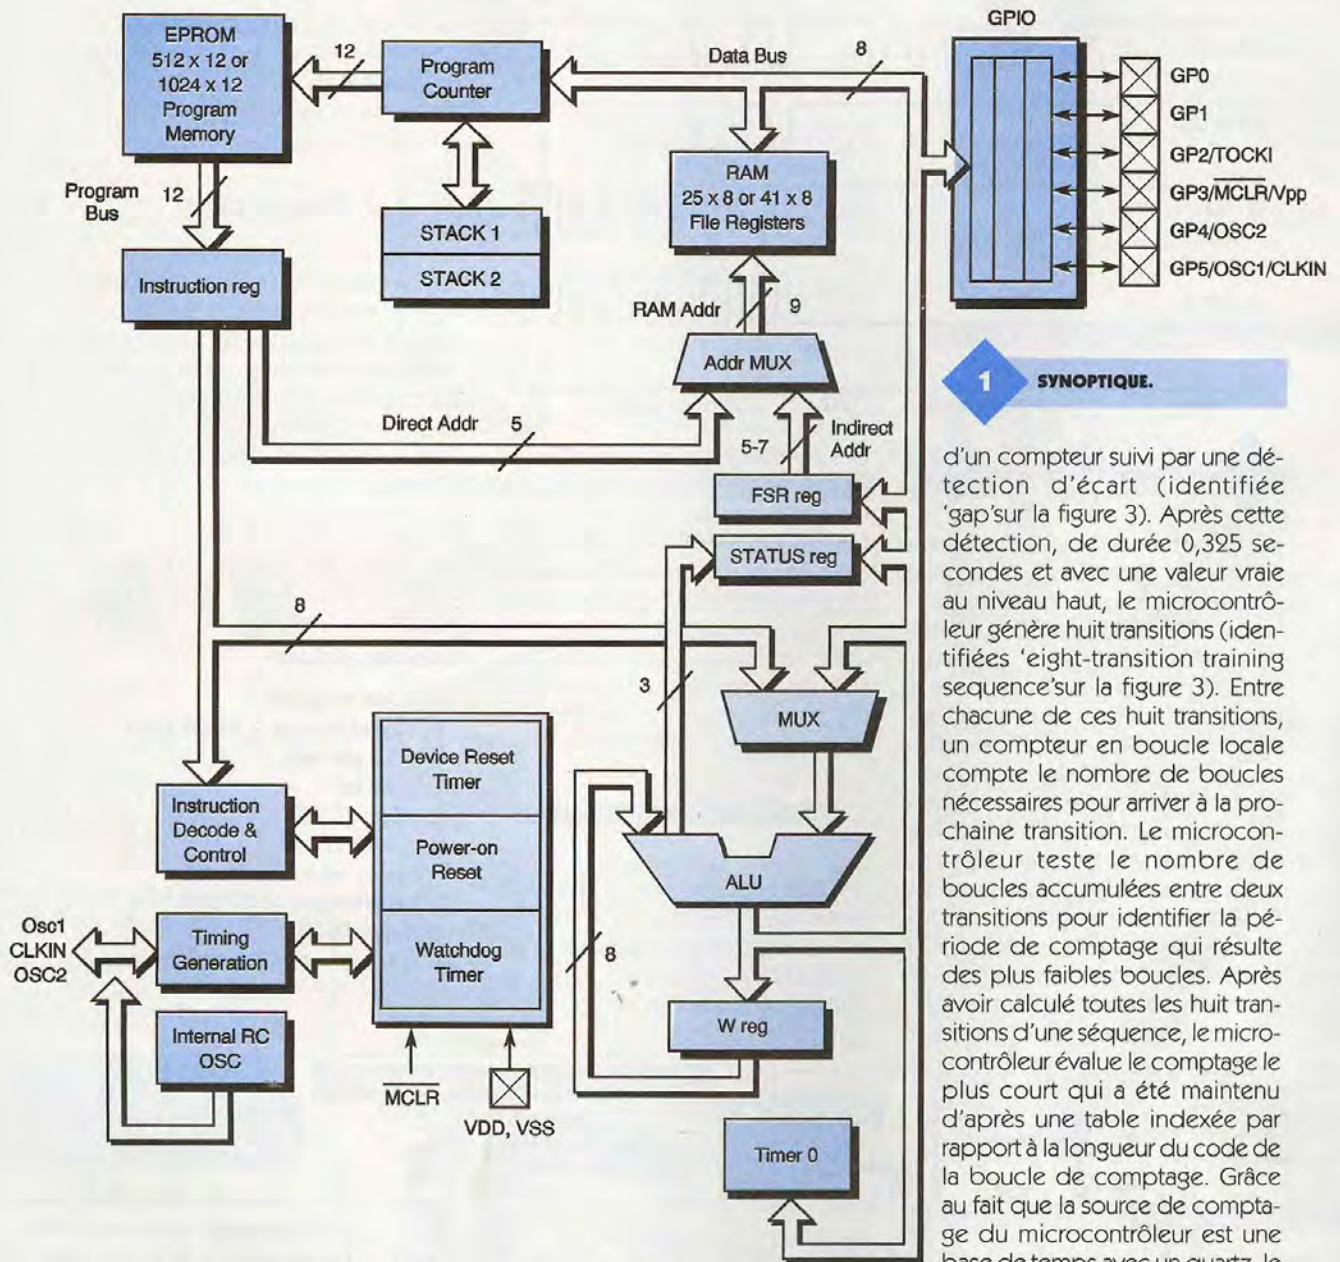 GPIO
EPROM
512 x 12 or
1024 x 12
Program
Memory
12
Program
Counter
Data Bus
8
GP0
GP1
GP2/TOCKI
GP3/MCLR/Vpp
GP4/OSC2
GP5/OSC1/CLKIN
Program
Bus
12
STACK 1
STACK 2
RAM
25 x 8 or 41 x 8
File Registers
Instruction reg
RAM Addr
9
Addr MUX
Direct Addr
5
5-7
Indirect
Addr
FSR reg
STATUS reg
8
3
MUX
Device Reset
Timer
Power-on
Reset
Watchdog
Timer
Instruction
Decode &
Control
ALU
Osc1
CLKIN
OSC2
Timing
Generation
8
Internal RC
OSC
W reg
MCLR
VDD, VSS
Timer 0
1
SYNOPTIQUE.
d'un compteur suivi par une dé-
tection d'écart (identifiée
'gap'sur la figure 3). Après cette
détection, de durée 0,325 se-
condes et avec une valeur vraie
au niveau haut, le microcontrô-
leur génère huit transitions (iden-
tifiées 'eight-transition training
sequence'sur la figure 3). Entre
chacune de ces huit transitions,
un compteur en boucle locale
compte le nombre de boucles
nécessaires pour arriver à la pro-
chaine transition. Le microcon-
trôleur teste le nombre de
boucles accumulées entre deux
transitions pour identifier la pé-
riode de comptage qui résulte
des plus faibles boucles. Après
avoir calculé toutes les huit tran-
sitions d'une séquence, le micro-
contrôleur évalue le comptage le
plus court qui a été maintenu
d'après une table indexée par
rapport à la longueur du code de
la boucle de comptage. Grâce
au fait que la source de compta-
ge du microcontrôleur est une
base de temps avec un quartz, le